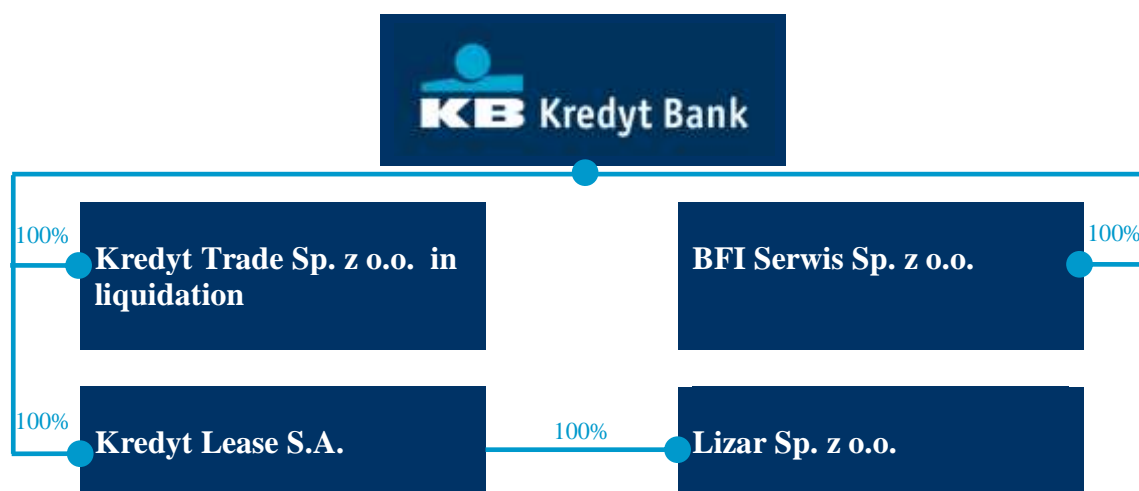 KB Kredyt Bank
100%
Kredyt Trade Sp. z o.o. in
liquidation
BFI Serwis Sp. z o.o.
100%
100%
Kredyt Lease S.A.
100%
Lizar Sp. z o.o.